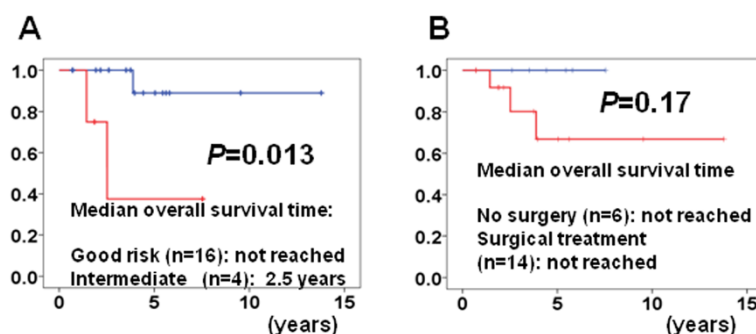 A
1.0
0.8
0.6
0.4
0.2
0.0
P=0.013
Median overall survival time:
Good risk (n=16): not reached
Intermediate (n=4): 2.5 years
0 5 10 15
(years)
B
1.0
0.8
0.6
0.4
0.2
0.0
P=0.17
Median overall survival time
No surgery (n=6): not reached
Surgical treatment
(n=14): not reached
0 5 10 15
(years)